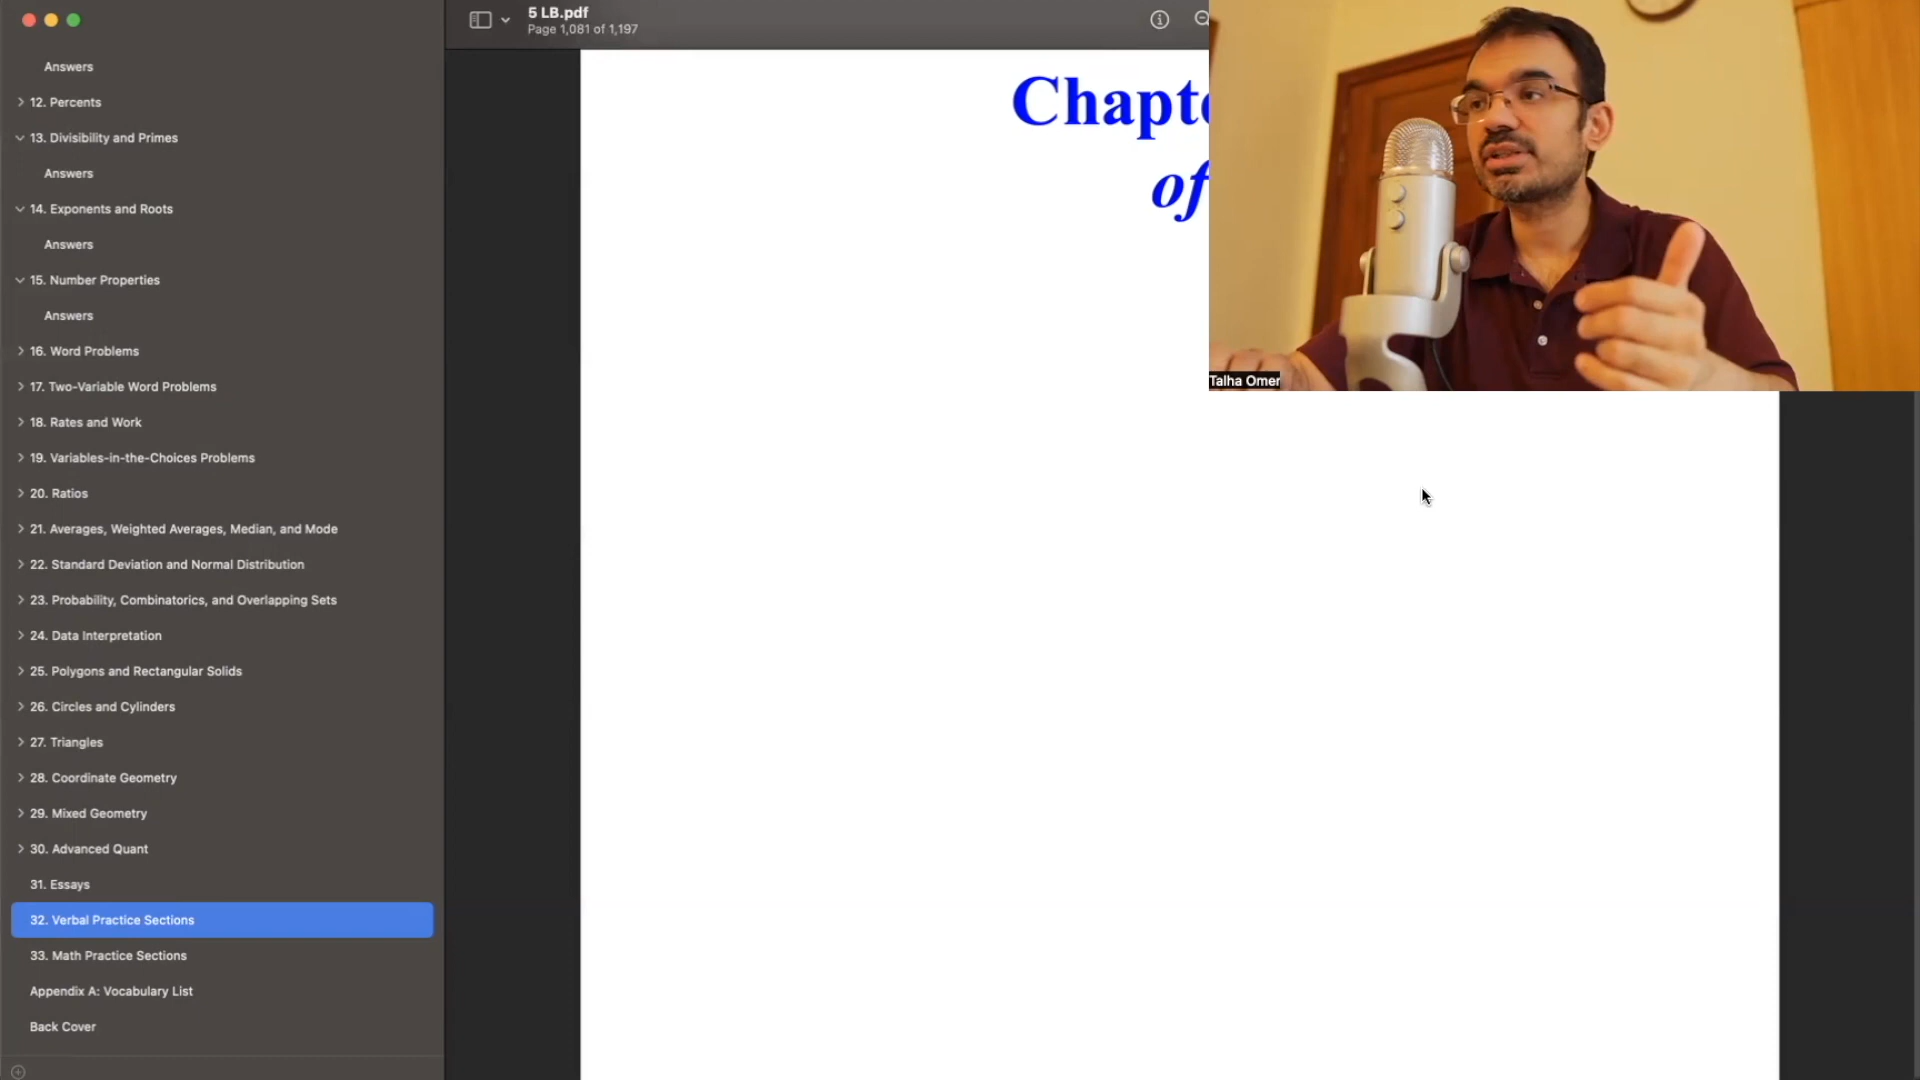 5 LB.pdf
Page 1,081 of 1,197
Answers
12. Percents
13. Divisibility and Primes
Answers
14. Exponents and Roots
Answers
15. Number Properties
Answers
16. Word Problems
17. Two-Variable Word Problems
18. Rates and Work
19. Variables-in-the-Choices Problems
20. Ratios
21. Averages, Weighted Averages, Median, and Mode
22. Standard Deviation and Normal Distribution
23. Probability, Combinatorics, and Overlapping Sets
24. Data Interpretation
25. Polygons and Rectangular Solids
26. Circles and Cylinders
27. Triangles
28. Coordinate Geometry
29. Mixed Geometry
30. Advanced Quant
31. Essays
32. Verbal Practice Sections
33. Math Practice Sections
Appendix A: Vocabulary List
Back Cover
of
Talha Omer